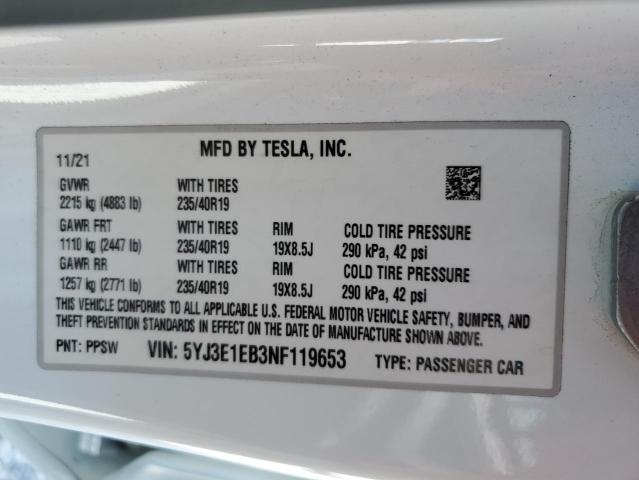 MFD BY TESLA, INC.
11/21
GVWR WITH TIRES
2215 kg (4883 lb) 235/40R19
GAWR FRT WITH TIRES RIM COLD TIRE PRESSURE
1110 kg (2447 lb) 235/40R19 19X8.5J 290 kPa, 42 psi
GAWR RR WITH TIRES RIM COLD TIRE PRESSURE
1257 kg (2771 lb) 235/40R19 19X8.5J 290 kPa, 42 psi
THIS VEHICLE CONFORMS TO ALL APPLICABLE U.S. FEDERAL MOTOR VEHICLE SAFETY, BUMPER, AND
THEFT PREVENTION STANDARDS IN EFFECT ON THE DATE OF MANUFACTURE SHOWN ABOVE.
PNT: PPSW VIN: 5YJ3E1EB3NF119653 TYPE: PASSENGER CAR